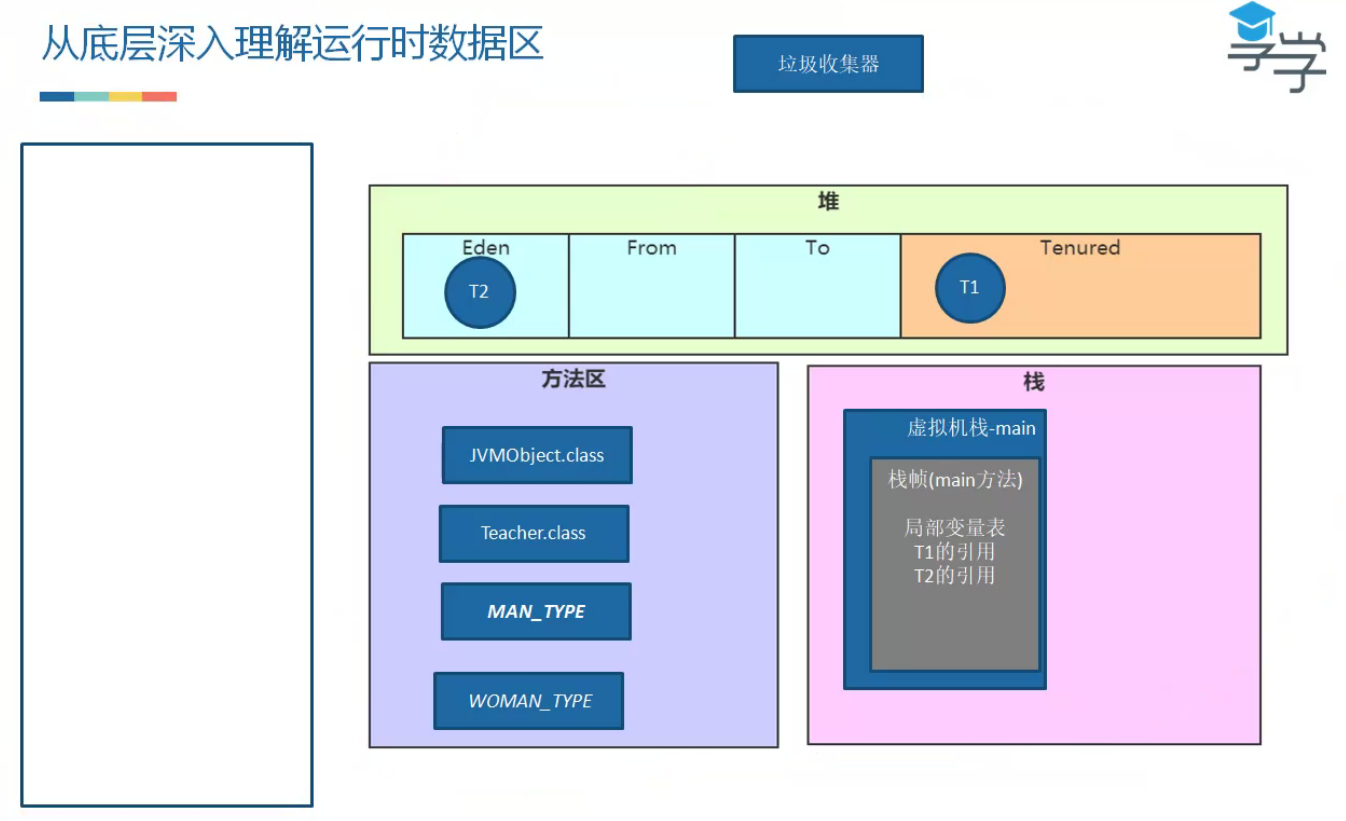 从底层深入理解运行时数据区
垃圾收集器
享学
堆
Eden
From
To
Tenured
T2
T1
方法区
JVMObject.class
Teacher.class
MAN_TYPE
WOMAN_TYPE
栈
虚拟机栈-main
栈帧(main方法)
局部变量表
T1的引用
T2的引用